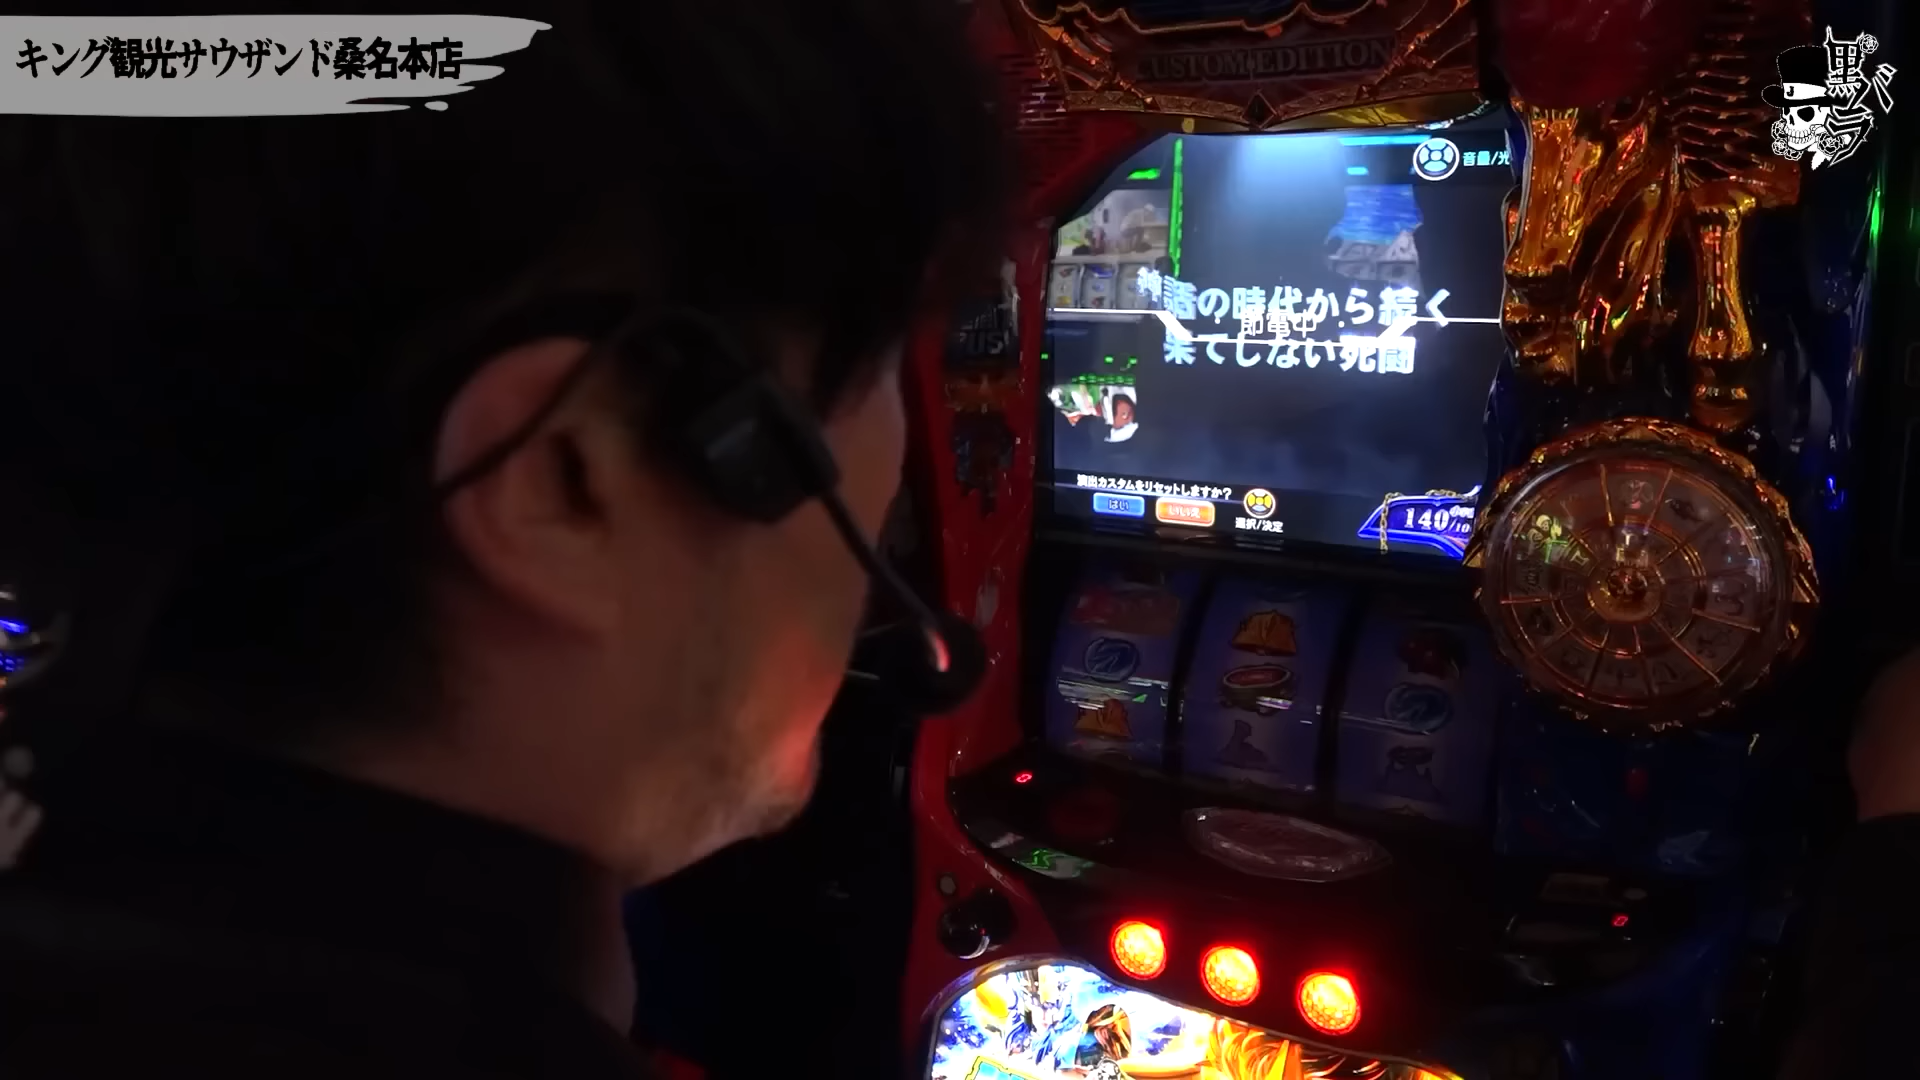 キング観光サウザンド桑名本店
黒バラ
CUSTOM EDITION
音量/光
神話の時代から続く
節電中
果てしない死闘
演出カスタムをリセットしますか?
はい
いいえ
選択/決定
140